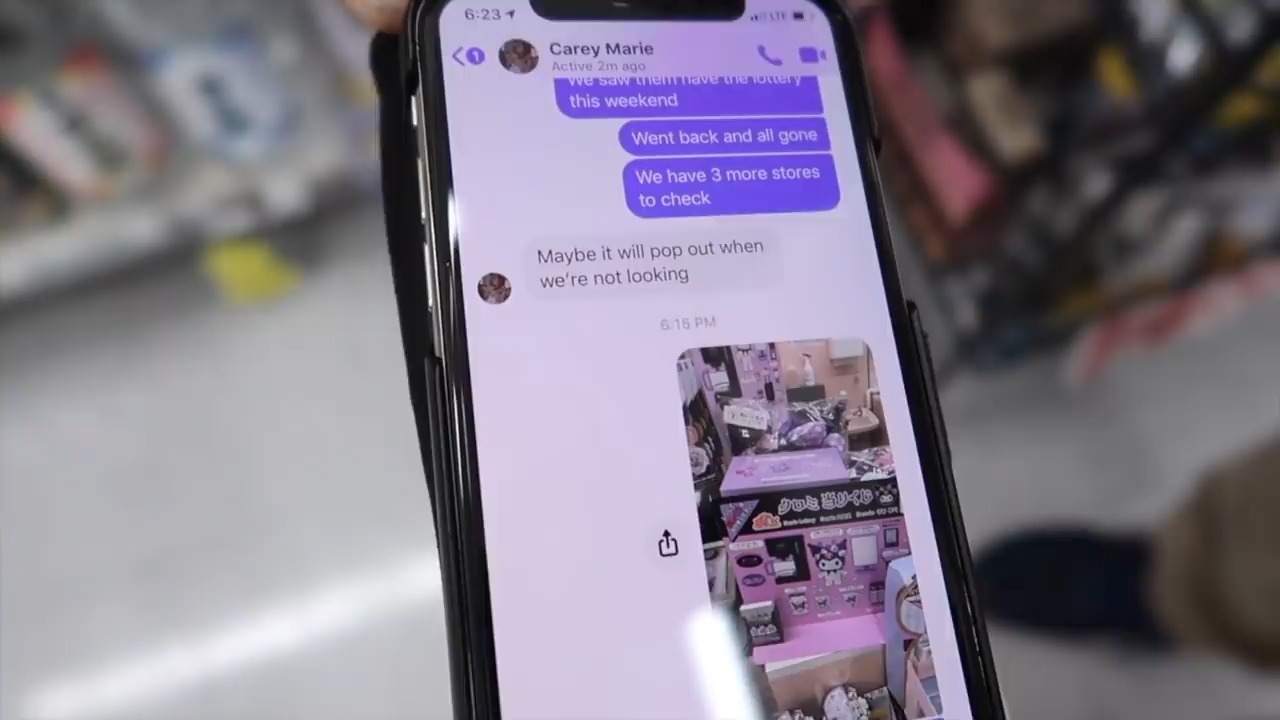 6:23
LTE
1
Carey Marie
Active 2m ago
We saw them have the lottery
this weekend
Went back and all gone
We have 3 more stores
to check
Maybe it will pop out when
we're not looking
6:15 PM
クロミ 当りくじ